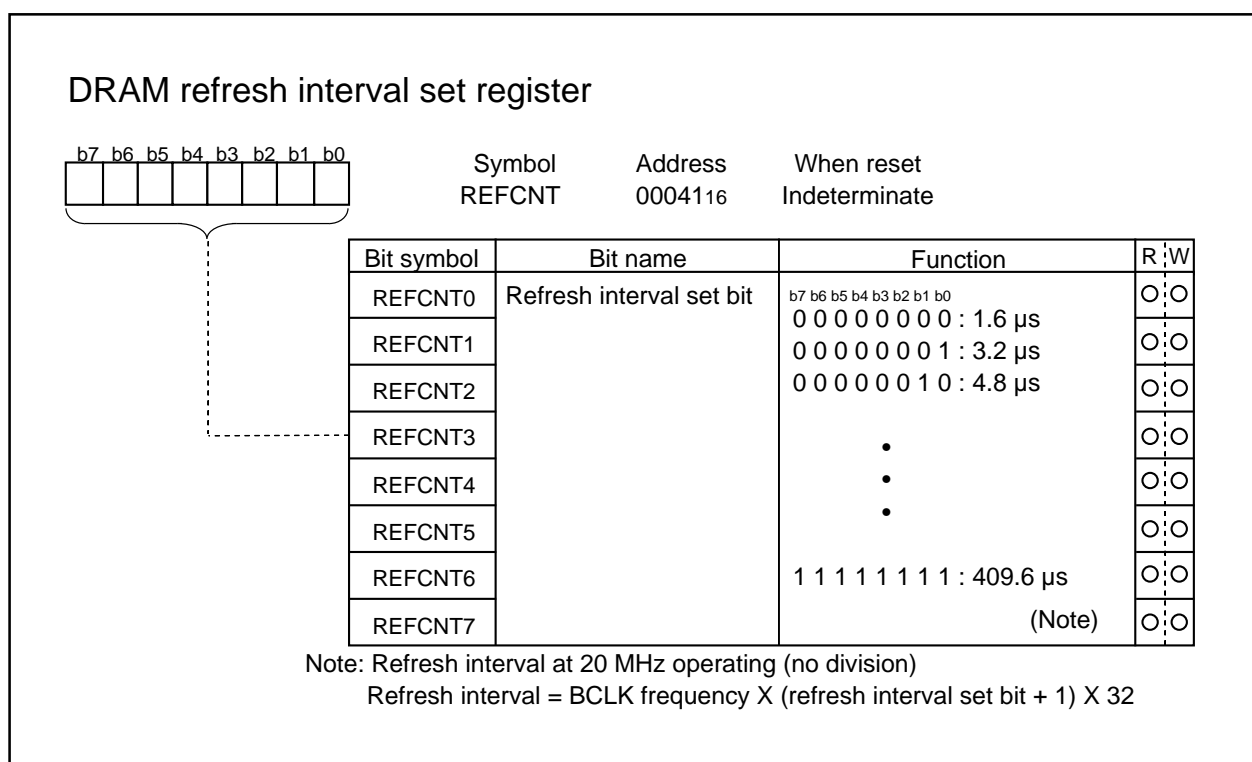 DRAM refresh interval set register
b7 b6 b5 b4 b3 b2 b1 b0
Symbol Address When reset
REFCNT 004116 Indeterminate
Bit symbol Bit name Function R W
REFCNT0 Refresh interval set bit b7 b6 b5 b4 b3 b2 b1 b0
0 0 0 0 0 0 0 0 : 1.6 µs
REFCNT1 0 0 0 0 0 0 0 1 : 3.2 µs
REFCNT2 0 0 0 0 0 0 1 0 : 4.8 µs
REFCNT3
REFCNT4
REFCNT5
REFCNT6 1 1 1 1 1 1 1 1 : 409.6 µs
REFCNT7 (Note)
Note: Refresh interval at 20 MHz operating (no division)
Refresh interval = BCLK frequency X (refresh interval set bit + 1) X 32